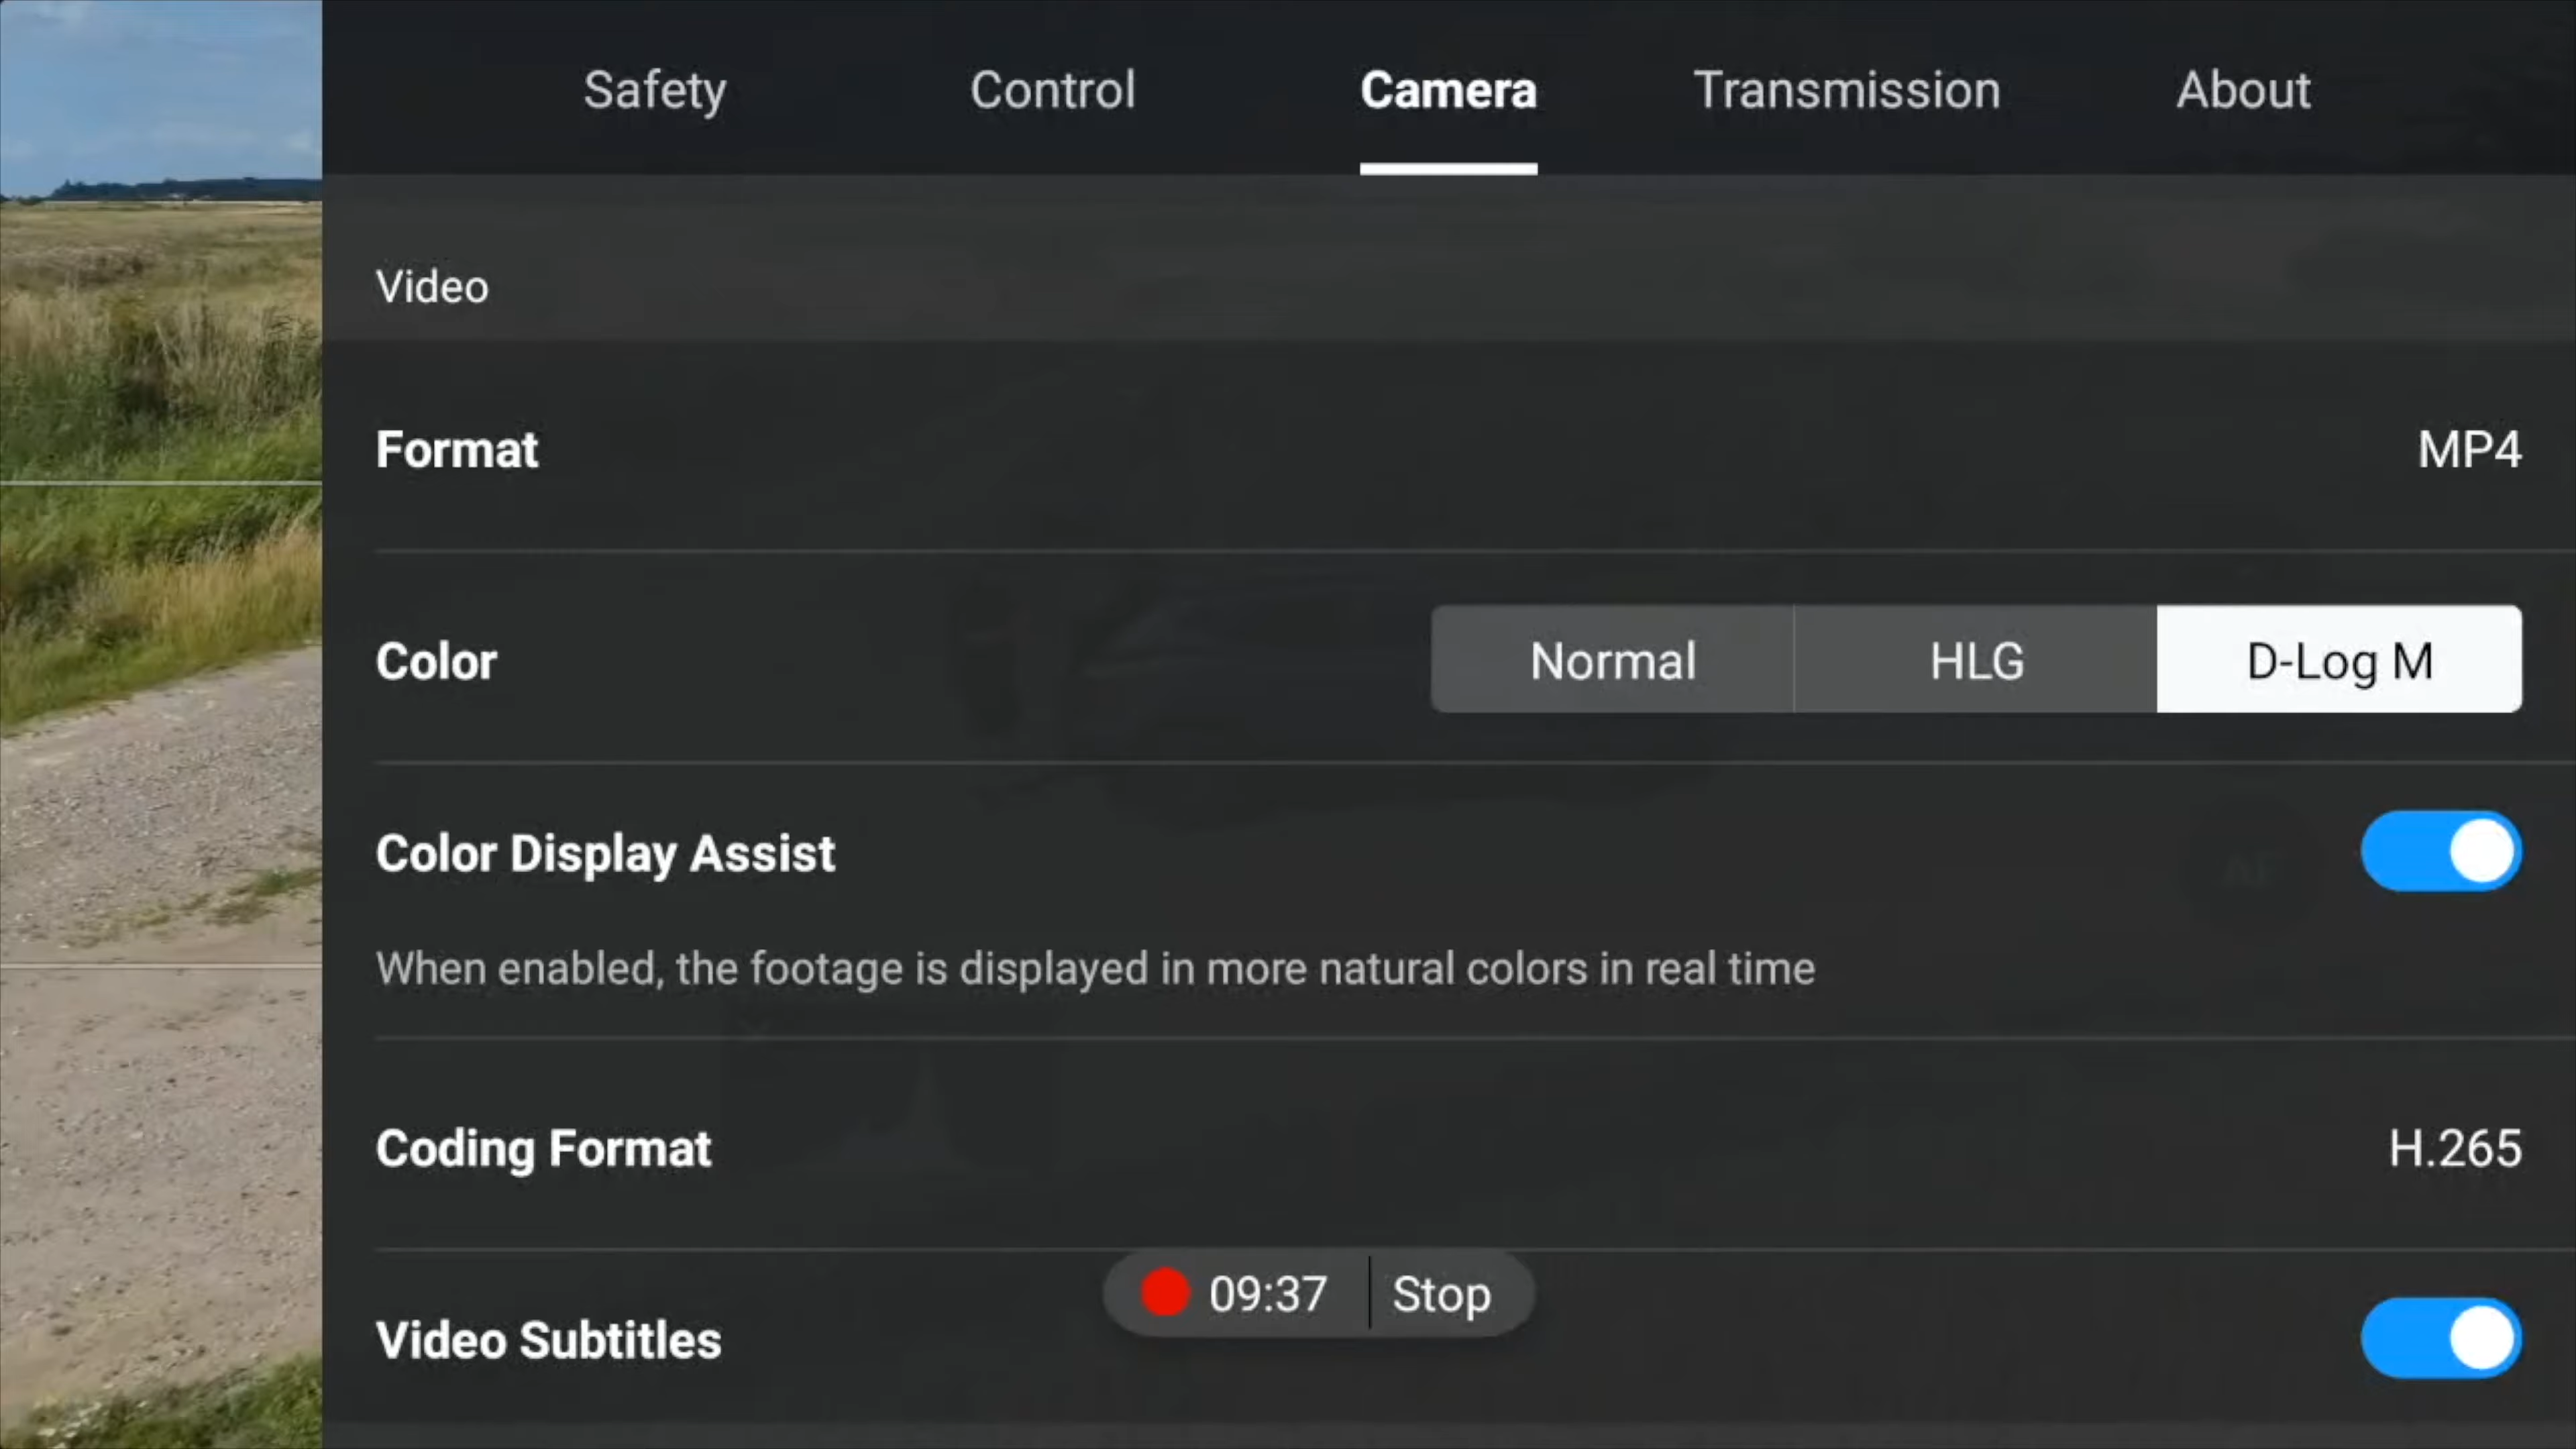 Safety Control Camera Transmission About
Video
Format MP4
Color Normal HLG D-Log M
Color Display Assist
When enabled, the footage is displayed in more natural colors in real time
Coding Format H.265
09:37 Stop
Video Subtitles